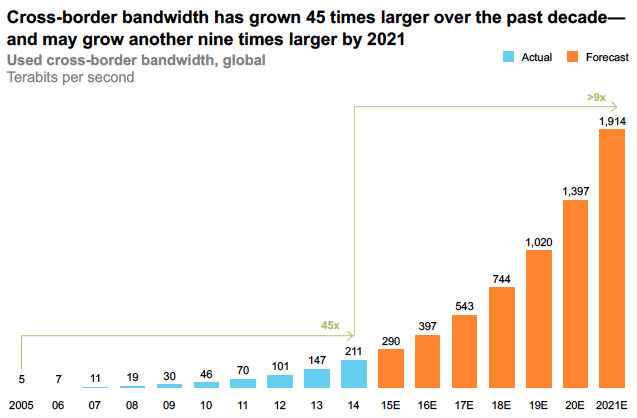 Cross-border bandwidth has grown 45 times larger over the past decade—
and may grow another nine times larger by 2021
Used cross-border bandwidth, global
Terabits per second
Actual
Forecast
>9x
45x
5
7
11
19
30
46
70
101
147
211
290
397
543
744
1,020
1,397
1,914
2005 06 07 08 09 10 11 12 13 14 15E 16E 17E 18E 19E 20E 2021E